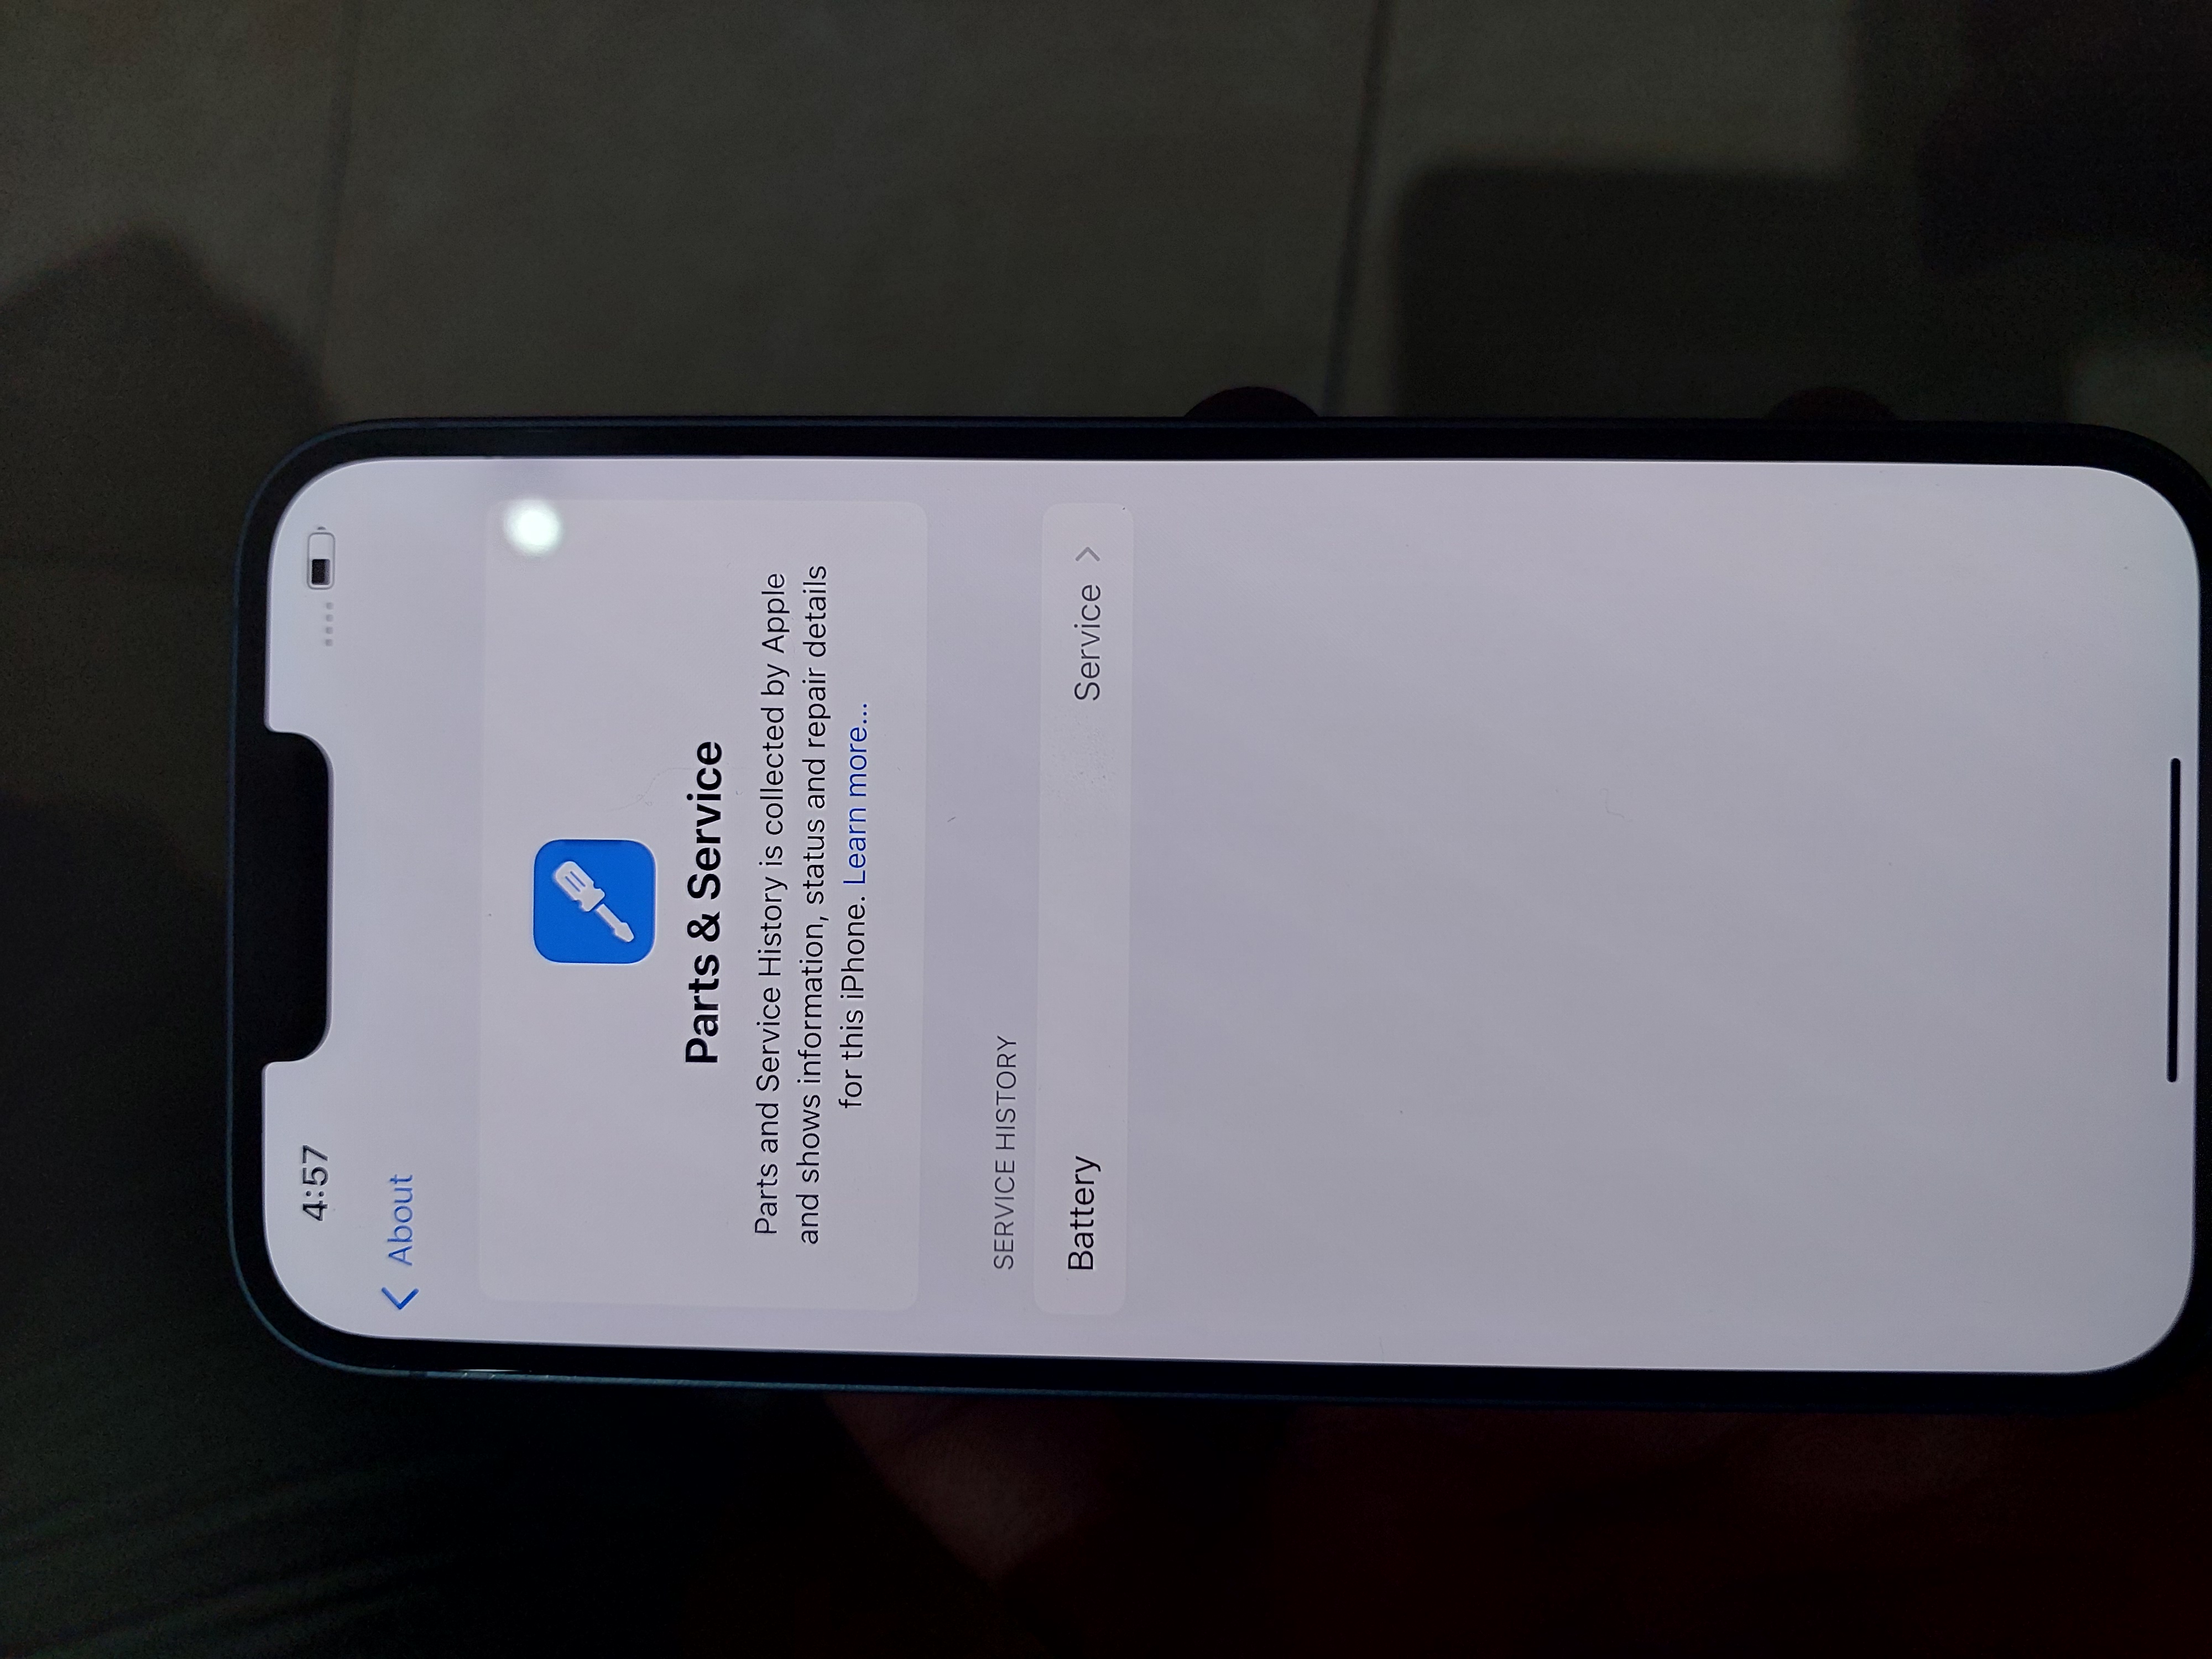 4:57
About
Parts & Service
Parts and Service History is collected by Apple
and shows information, status and repair details
for this iPhone. Learn more...
SERVICE HISTORY
Battery Service